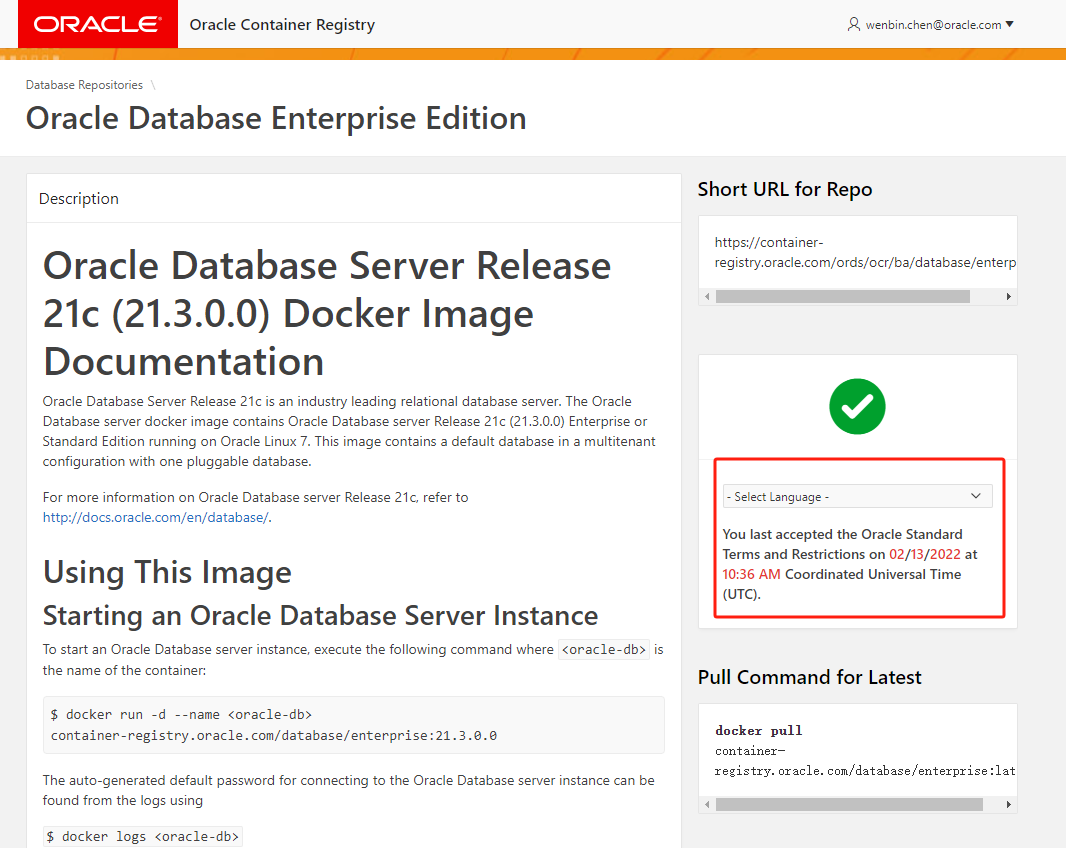 ORACLE
Oracle Container Registry
wenbin.chen@oracle.com
Database Repositories \
Oracle Database Enterprise Edition
Description
Oracle Database Server Release
21c (21.3.0.0) Docker Image
Documentation
Oracle Database Server Release 21c is an industry leading relational database server. The Oracle
Database server docker image contains Oracle Database server Release 21c (21.3.0.0) Enterprise or
Standard Edition running on Oracle Linux 7. This image contains a default database in a multitenant
configuration with one pluggable database.
For more information on Oracle Database server Release 21c, refer to
http://docs.oracle.com/en/database/.
Using This Image
Starting an Oracle Database Server Instance
To start an Oracle Database server instance, execute the following command where <oracle-db> is
the name of the container:
$ docker run -d --name <oracle-db>
container-registry.oracle.com/database/enterprise:21.3.0.0
The auto-generated default password for connecting to the Oracle Database server instance can be
found from the logs using
$ docker logs <oracle-db>
Short URL for Repo
https://container-
registry.oracle.com/ords/ocr/ba/database/enterp
- Select Language -
You last accepted the Oracle Standard
Terms and Restrictions on 02/13/2022 at
10:36 AM Coordinated Universal Time
(UTC).
Pull Command for Latest
docker pull
container-
registry.oracle.com/database/enterprise:lat